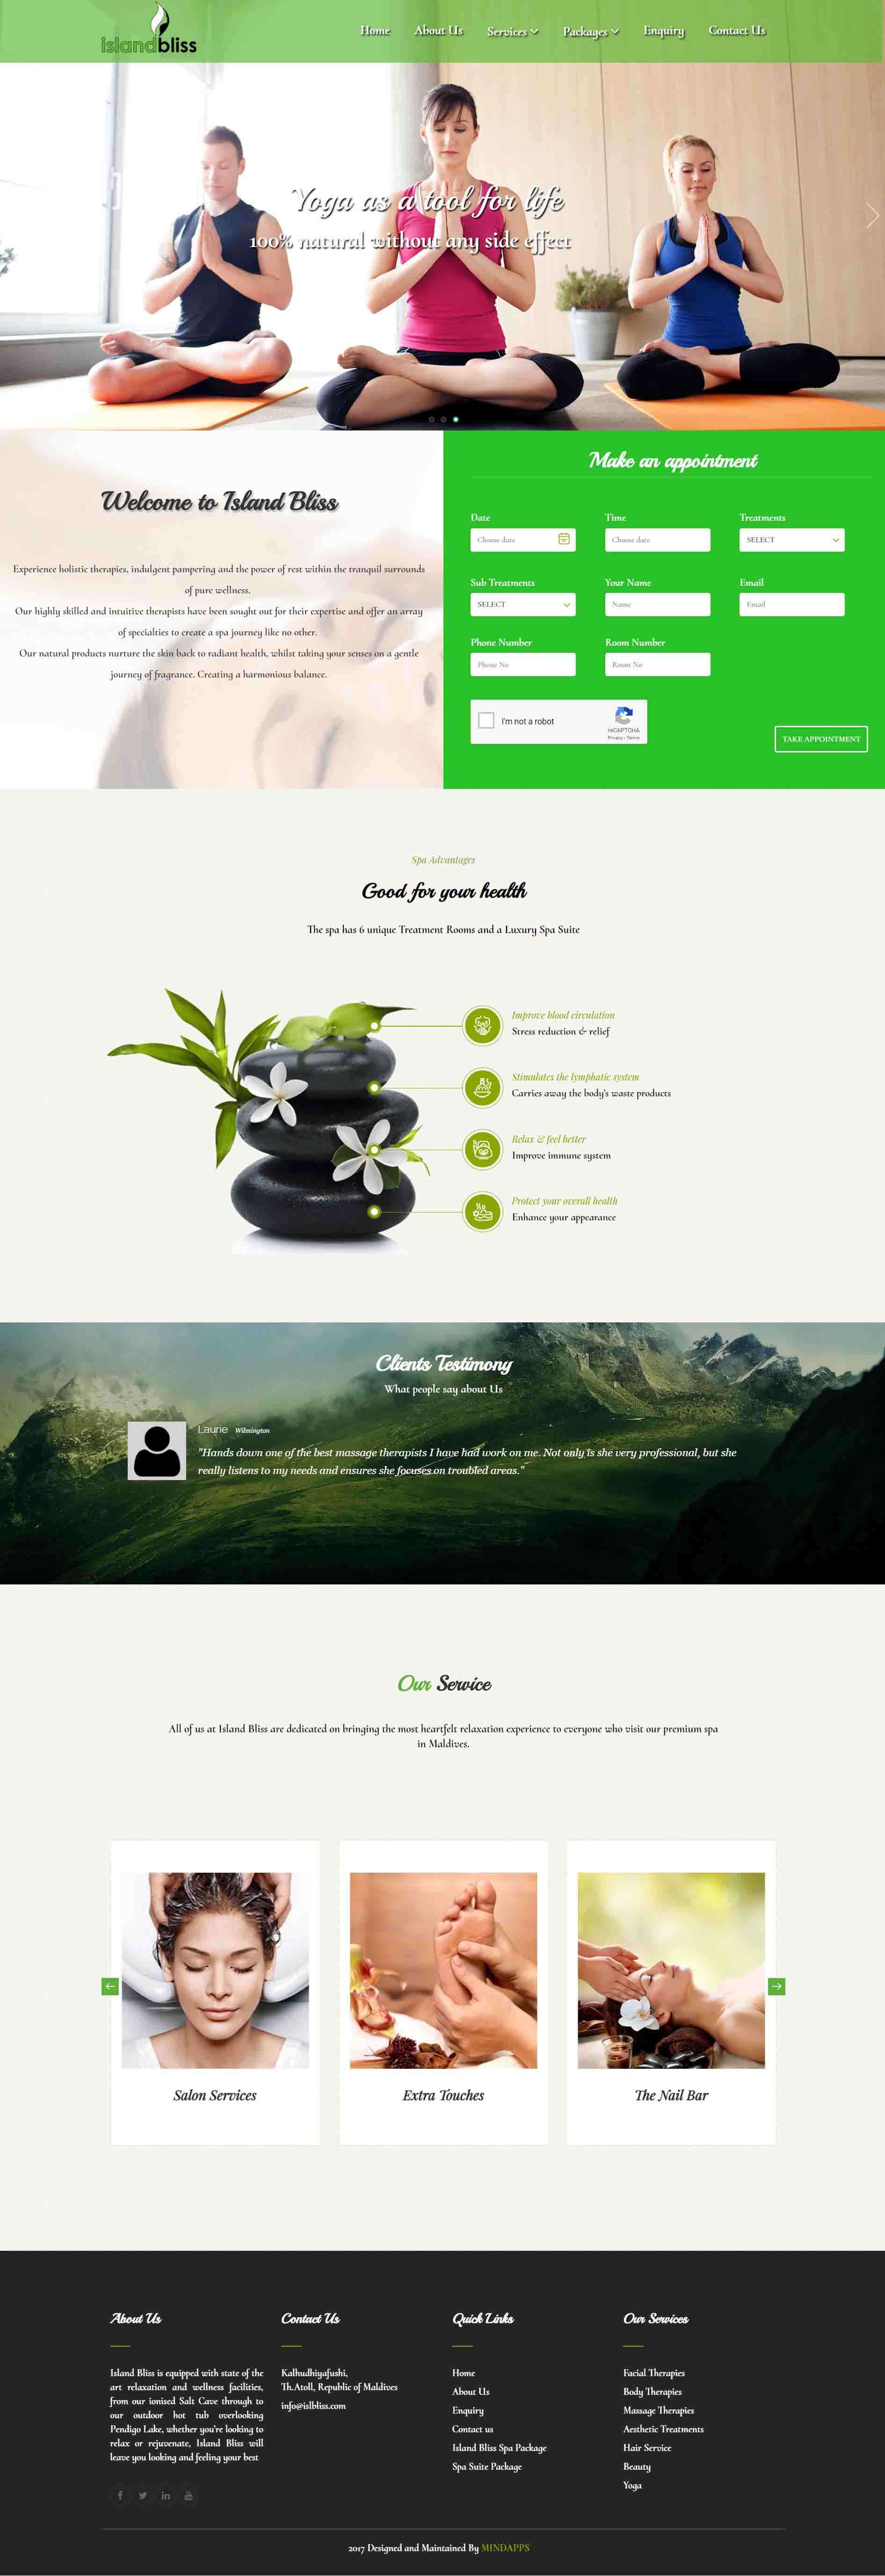 islandbliss
Home About Us Services Packages Enquiry Contact Us
Yoga as a tool for life
100% natural without any side effect
Welcome to Island Bliss
Experience holistic therapies, indulgent pampering and the power of rest within the tranquil surrounds
of pure wellness.
Our highly skilled and intuitive therapists have been sought out for their expertise and offer an array
of specialties to create a spa journey like no other.
Our natural products nurture the skin back to radiant health, whilst taking your senses on a gentle
journey of fragrance. Creating a harmonious balance.
Make an appointment
Date Time Treatments
Choose date Choose date SELECT
Sub Treatments Your Name Email
SELECT Name Email
Phone Number Room Number
Phone No Room No
I'm not a robot
reCAPTCHA
Privacy - Terms
TAKE APPOINTMENT
Spa Advantages
Good for your health
The spa has 6 unique Treatment Rooms and a Luxury Spa Suite
Improve blood circulation
Stress reduction & relief
Stimulates the lymphatic system
Carries away the body's waste products
Relax & feel better
Improve immune system
Protect your overall health
Enhance your appearance
Clients Testimony
What people say about Us
Laurie Wilmington
"Hands down one of the best massage therapists I have had work on me. Not only is she very professional, but she
really listens to my needs and ensures she focuses on troubled areas."
Our Service
All of us at Island Bliss are dedicated on bringing the most heartfelt relaxation experience to everyone who visit our premium spa
in Maldives.
Salon Services
Extra Touches
The Nail Bar
About Us
Island Bliss is equipped with state of the
art relaxation and wellness facilities,
from our ionised Salt Cave through to
our outdoor hot tub overlooking
Pendigo Lake, whether you're looking to
relax or rejuvenate, Island Bliss will
leave you looking and feeling your best
Contact Us
Kalhudhiyafushi,
Th.Atoll, Republic of Maldives
info@islbliss.com
Quick Links
Home
About Us
Enquiry
Contact us
Island Bliss Spa Package
Spa Suite Package
Our Services
Facial Therapies
Body Therapies
Massage Therapies
Aesthetic Treatments
Hair Service
Beauty
Yoga
2017 Designed and Maintained By MINDAPPS